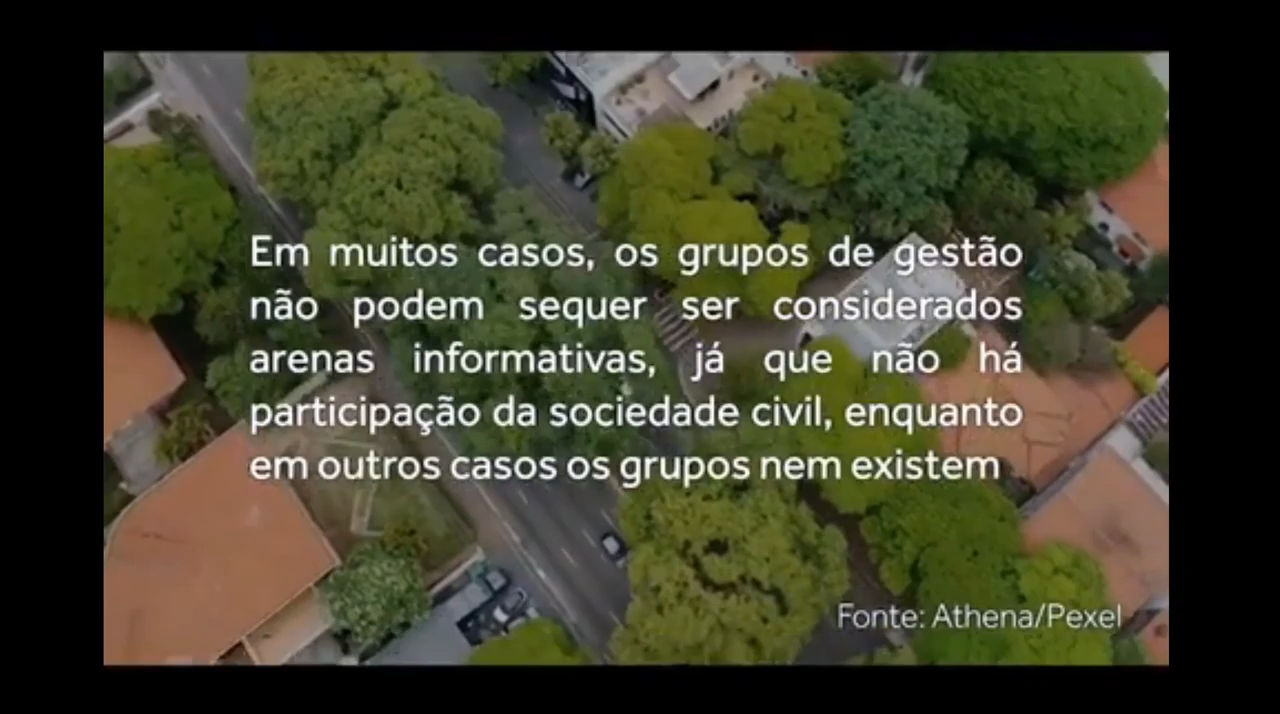 Em muitos casos, os grupos de gestão
não podem sequer ser considerados
arenas informativas, já que não há
participação da sociedade civil, enquanto
em outros casos os grupos nem existem
Fonte: Athena/Pexel